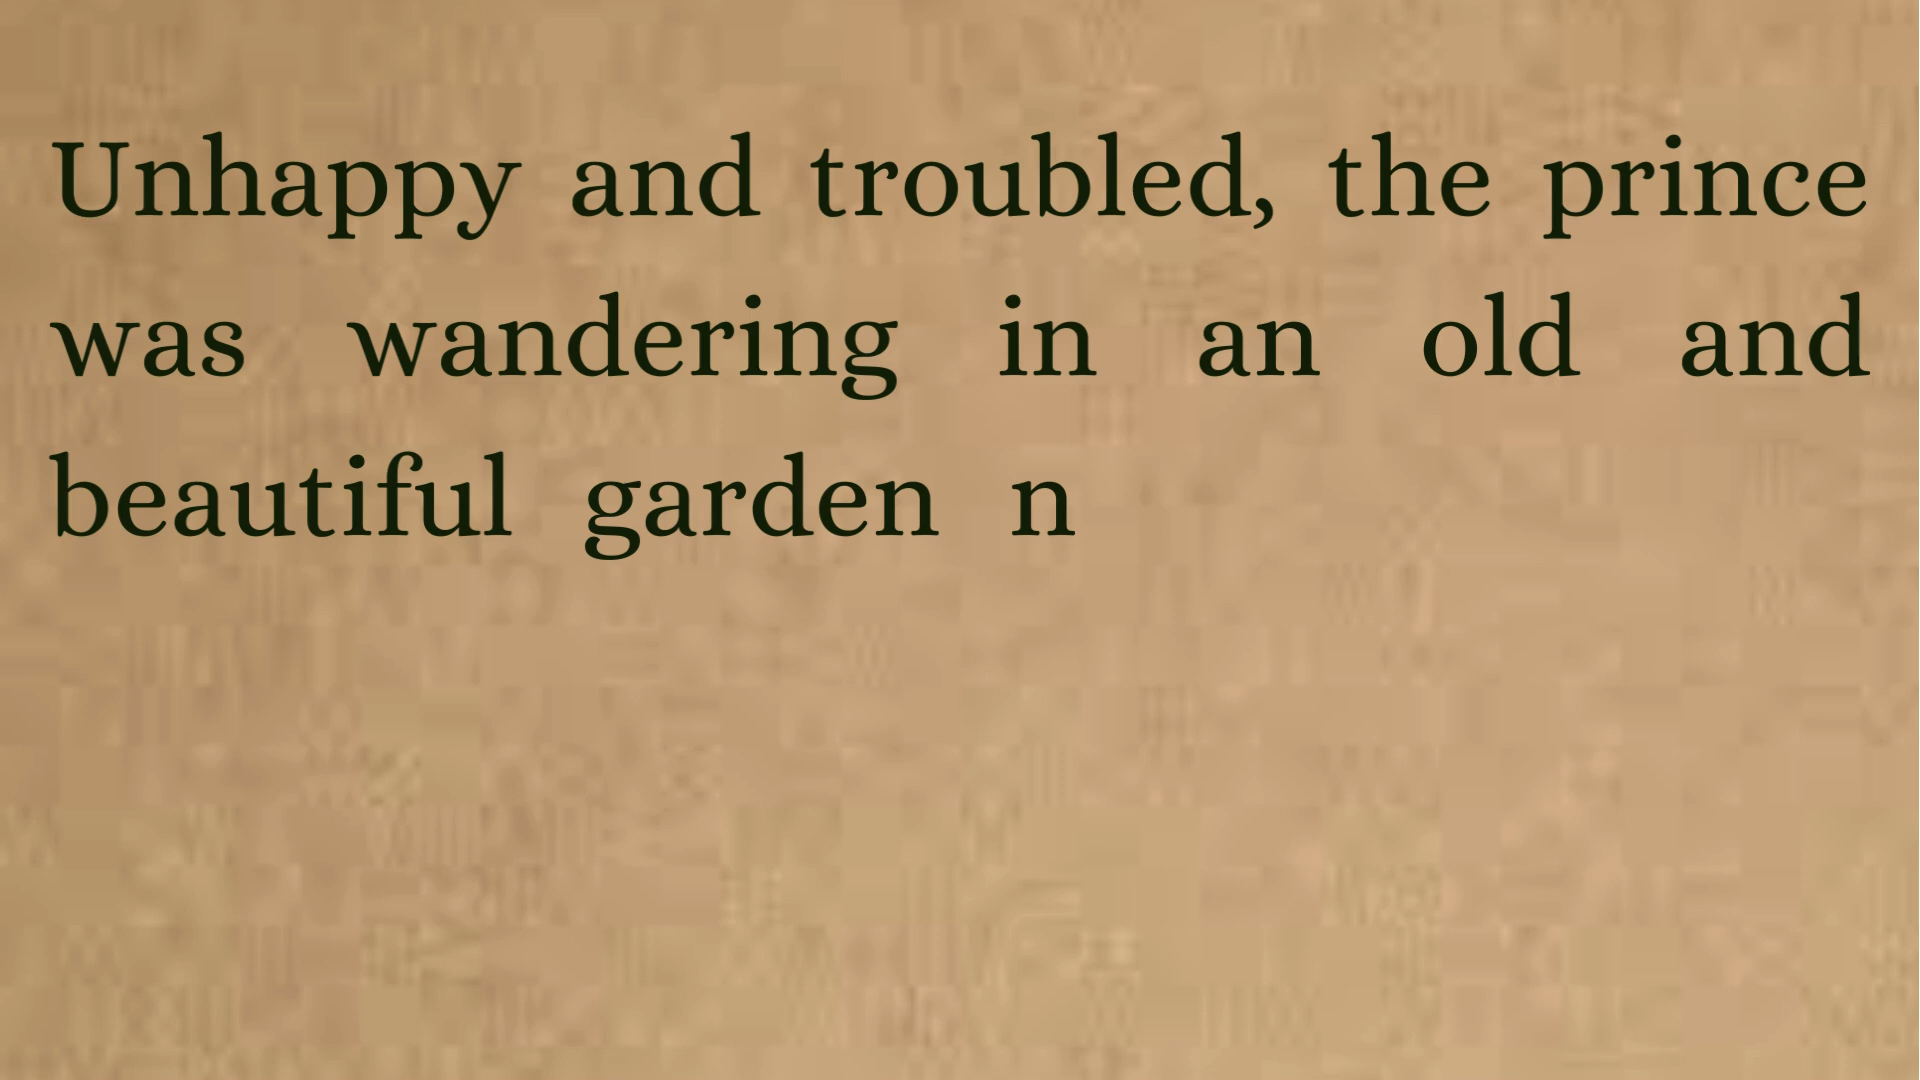 Unhappy and troubled, the prince
was wandering in an old and
beautiful garden n